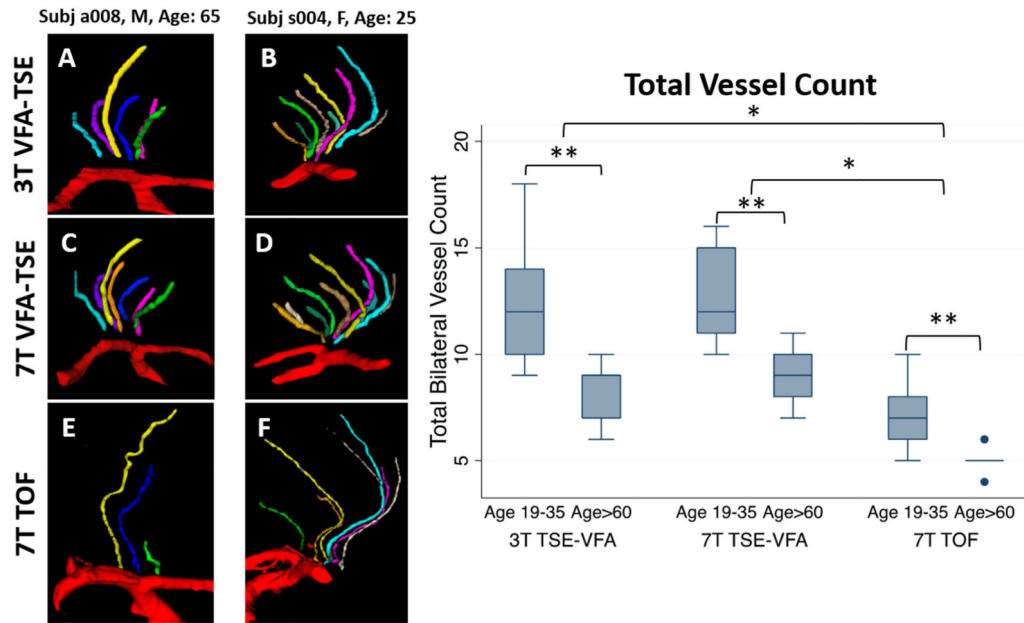 Subj a008, M, Age: 65
Subj s004, F, Age: 25
3T VFA-TSE
A
B
7T VFA-TSE
C
D
7T TOF
E
F
Total Vessel Count
*
**
*
**
**
Total Bilateral Vessel Count
20
15
10
5
Age 19-35 Age>60
Age 19-35 Age>60
Age 19-35 Age>60
3T TSE-VFA
7T TSE-VFA
7T TOF